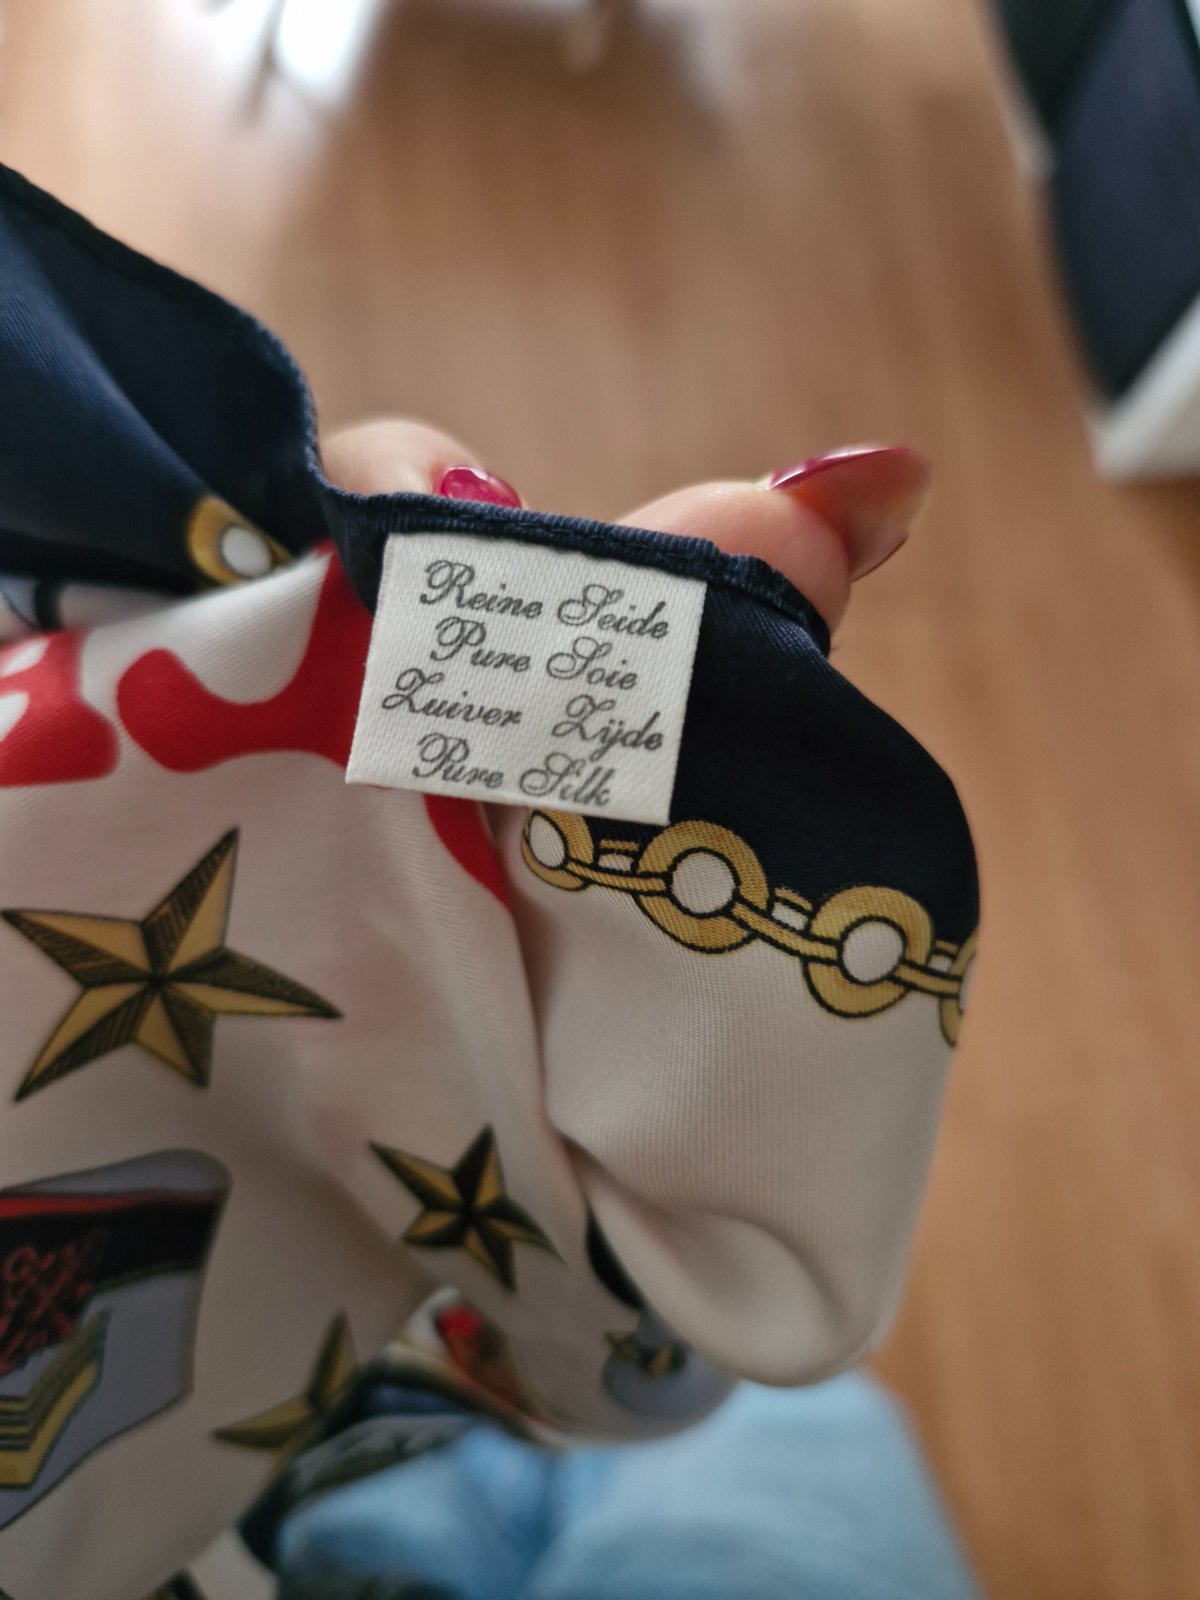 Reine Seide
Pure Soie
Zuiver Zijde
Pure Silk